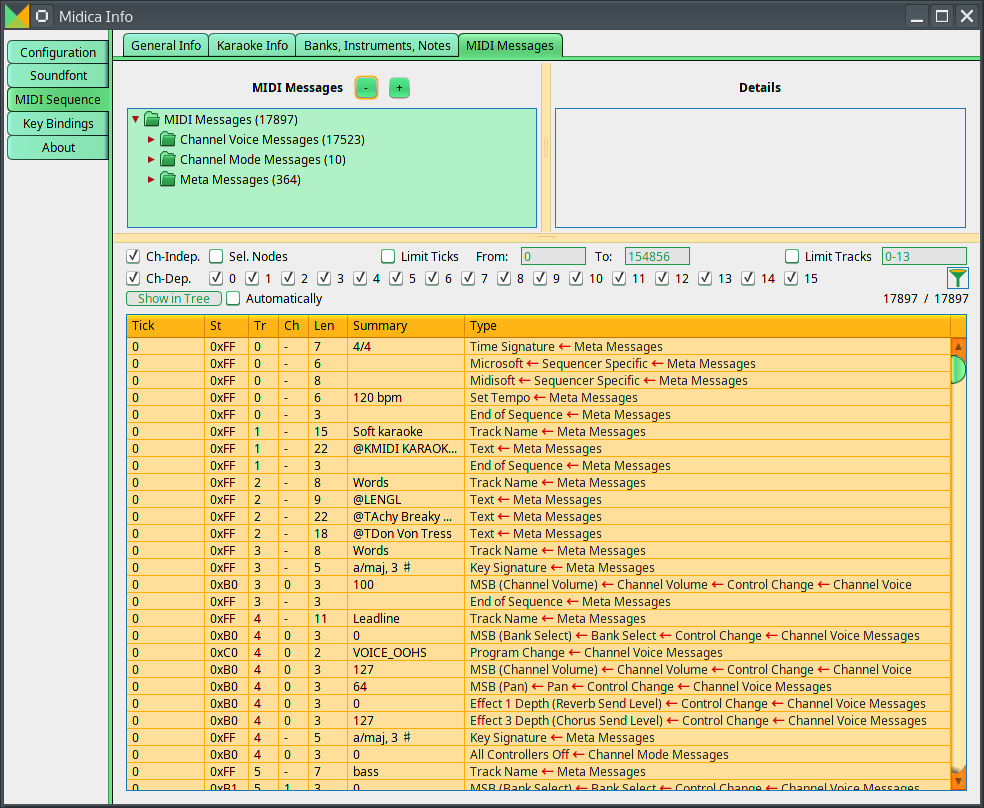 Midica Info
Configuration
Soundfont
MIDI Sequence
Key Bindings
About
General Info Karaoke Info Banks, Instruments, Notes MIDI Messages
MIDI Messages - + Details
MIDI Messages (17897)
Channel Voice Messages (17523)
Channel Mode Messages (10)
Meta Messages (364)
Ch-Indep. Sel. Nodes Limit Ticks From: 0 To: 154856 Limit Tracks 0-13
Ch-Dep. 0 1 2 3 4 5 6 7 8 9 10 11 12 13 14 15
Show in Tree Automatically 17897 / 17897
Tick St Tr Ch Len Summary Type
0 0xFF 0 - 7 4/4 Time Signature ← Meta Messages
0 0xFF 0 - 6 Microsoft ← Sequencer Specific ← Meta Messages
0 0xFF 0 - 8 Midisoft ← Sequencer Specific ← Meta Messages
0 0xFF 0 - 6 120 bpm Set Tempo ← Meta Messages
0 0xFF 0 - 3 End of Sequence ← Meta Messages
0 0xFF 1 - 15 Soft karaoke Track Name ← Meta Messages
0 0xFF 1 - 22 @KMIDI KARAOK... Text ← Meta Messages
0 0xFF 1 - 3 End of Sequence ← Meta Messages
0 0xFF 2 - 8 Words Track Name ← Meta Messages
0 0xFF 2 - 9 @LENGL Text ← Meta Messages
0 0xFF 2 - 22 @TAchy Breaky ... Text ← Meta Messages
0 0xFF 2 - 18 @TDon Von Tress Text ← Meta Messages
0 0xFF 3 - 8 Words Track Name ← Meta Messages
0 0xFF 3 - 5 a/maj, 3 ♯ Key Signature ← Meta Messages
0 0xB0 3 0 3 100 MSB (Channel Volume) ← Channel Volume ← Control Change ← Channel Voice
0 0xFF 3 - 3 End of Sequence ← Meta Messages
0 0xFF 4 - 11 Leadline Track Name ← Meta Messages
0 0xB0 4 0 3 0 MSB (Bank Select) ← Bank Select ← Control Change ← Channel Voice Messages
0 0xC0 4 0 2 VOICE_OOHS Program Change ← Channel Voice Messages
0 0xB0 4 0 3 127 MSB (Channel Volume) ← Channel Volume ← Control Change ← Channel Voice
0 0xB0 4 0 3 64 MSB (Pan) ← Pan ← Control Change ← Channel Voice Messages
0 0xB0 4 0 3 0 Effect 1 Depth (Reverb Send Level) ← Control Change ← Channel Voice Messages
0 0xB0 4 0 3 127 Effect 3 Depth (Chorus Send Level) ← Control Change ← Channel Voice Messages
0 0xFF 4 - 5 a/maj, 3 ♯ Key Signature ← Meta Messages
0 0xB0 4 0 3 0 All Controllers Off ← Channel Mode Messages
0 0xFF 5 - 7 bass Track Name ← Meta Messages
0 0xB1 5 1 3 0 MSB (Bank Select) ← Bank Select ← Control Change ← Channel Voice Messages